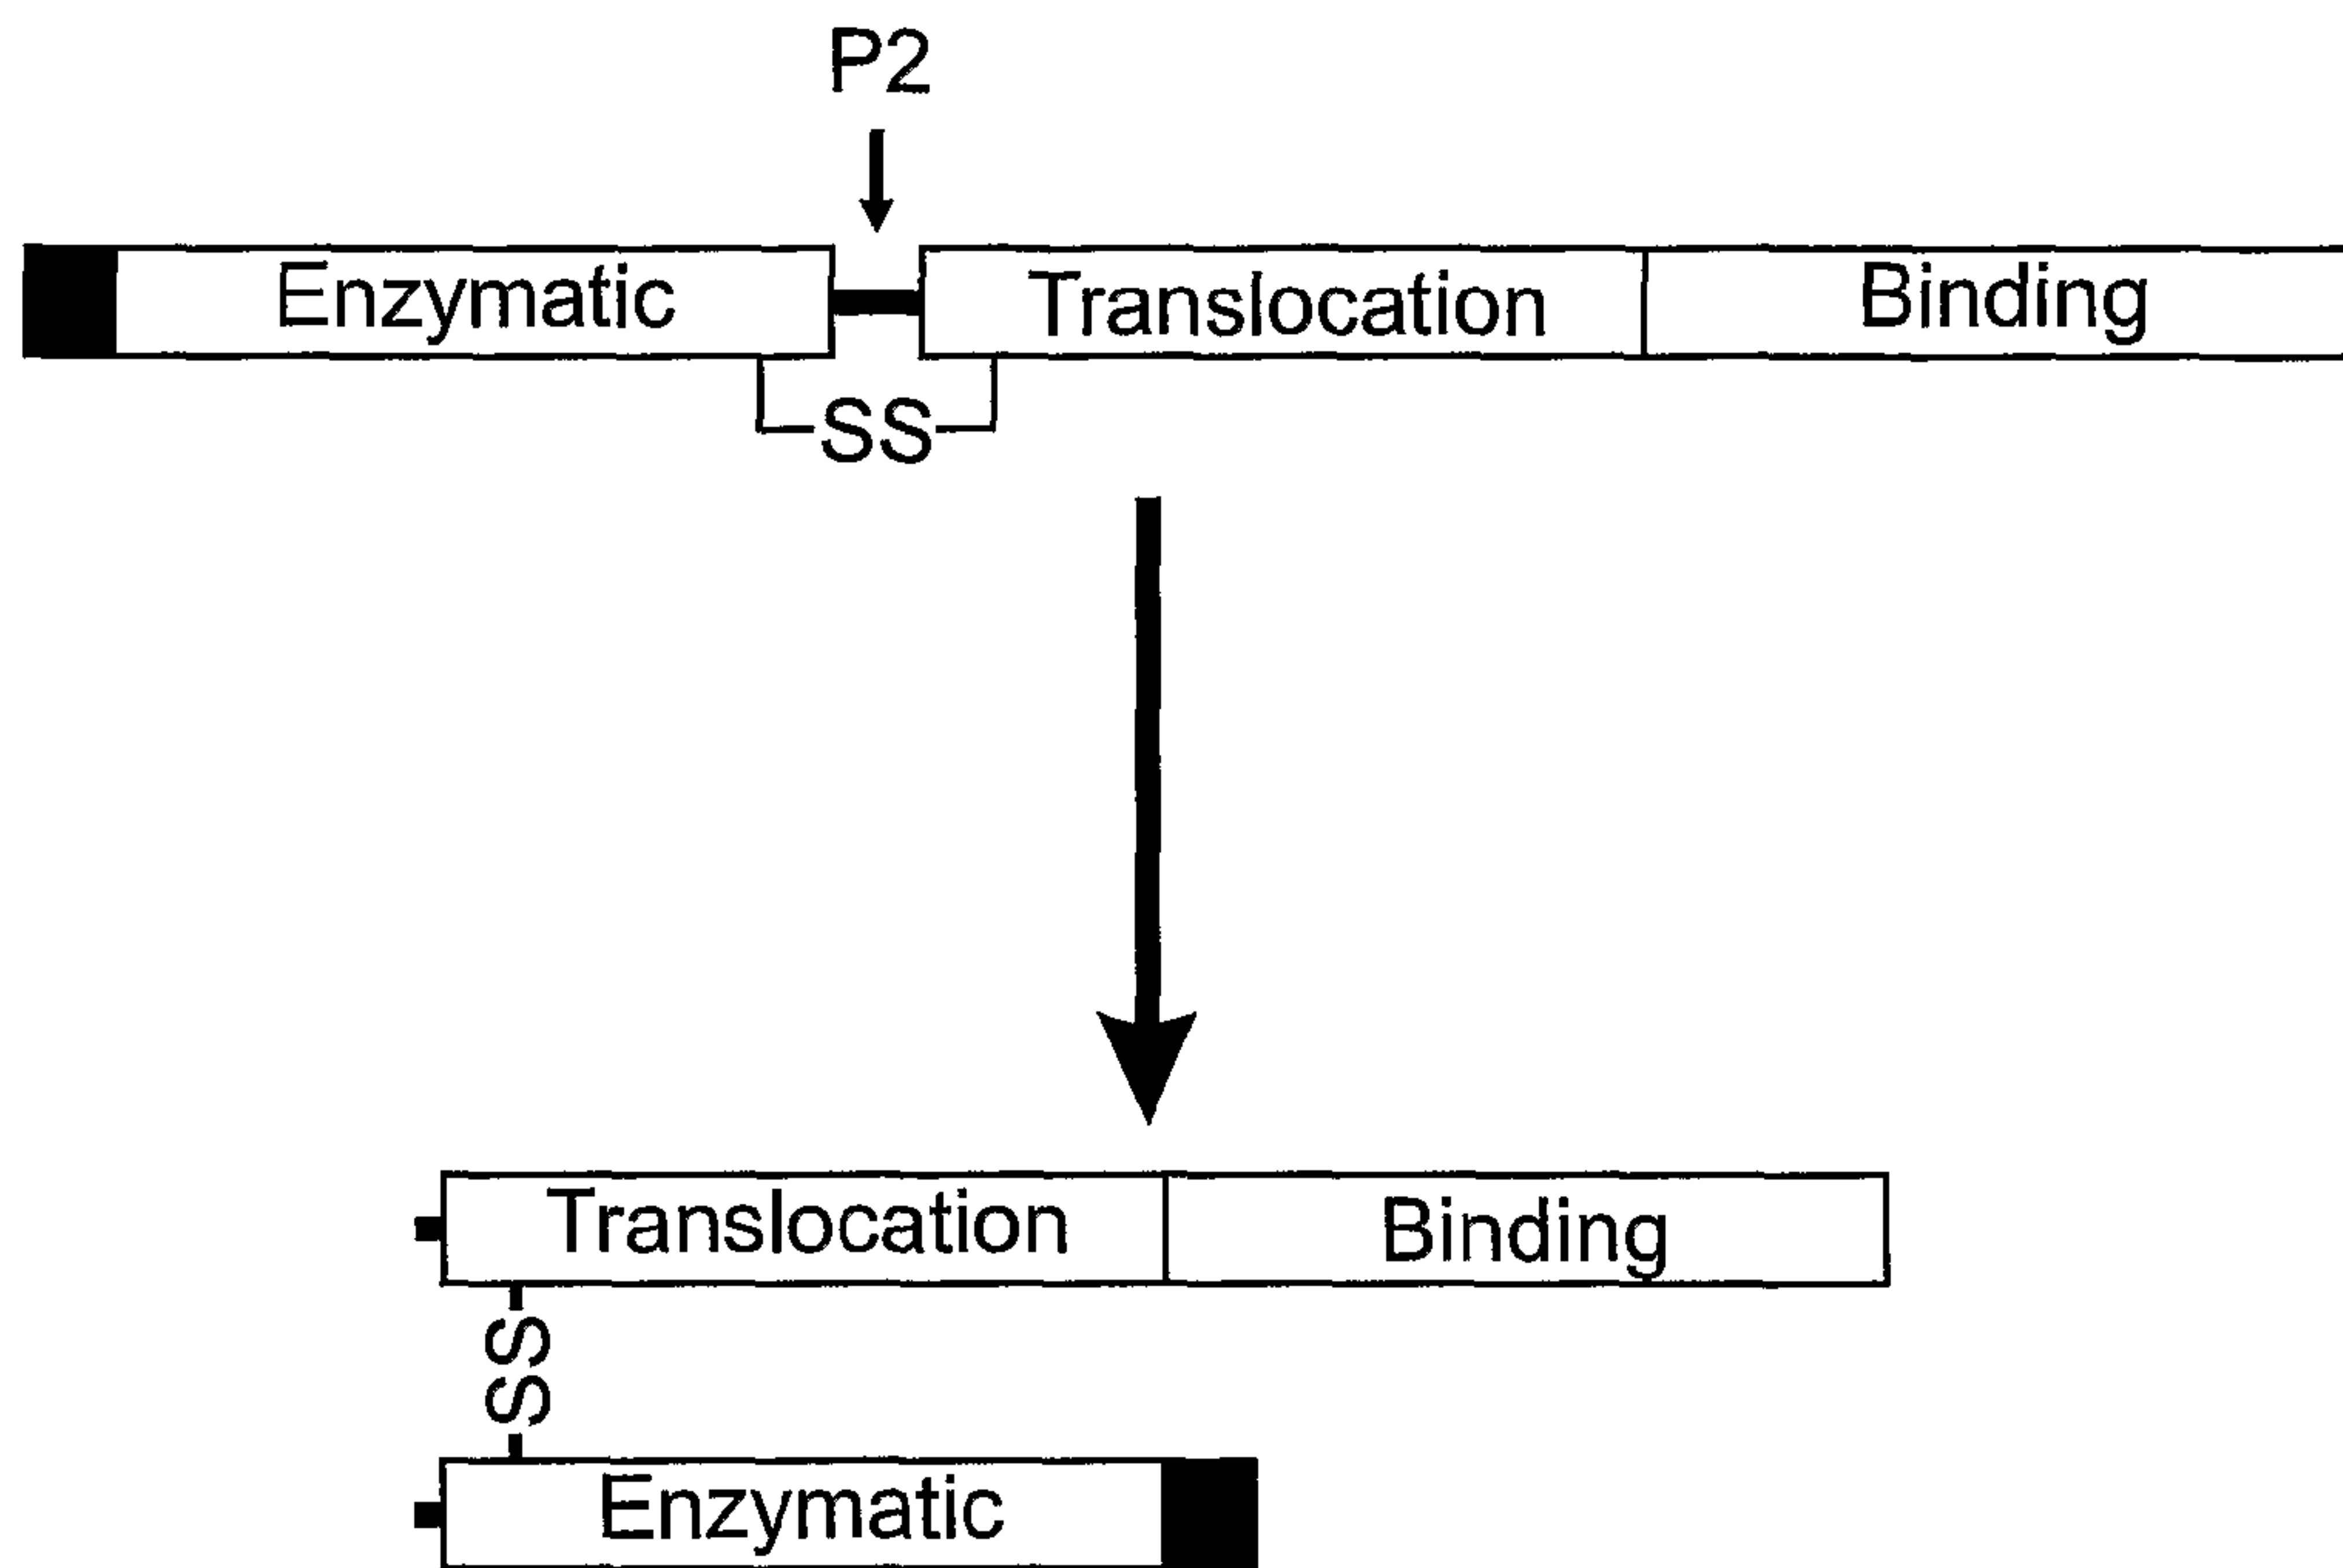 P2
Enzymatic Translocation Binding
SS
Translocation Binding
SS
Enzymatic